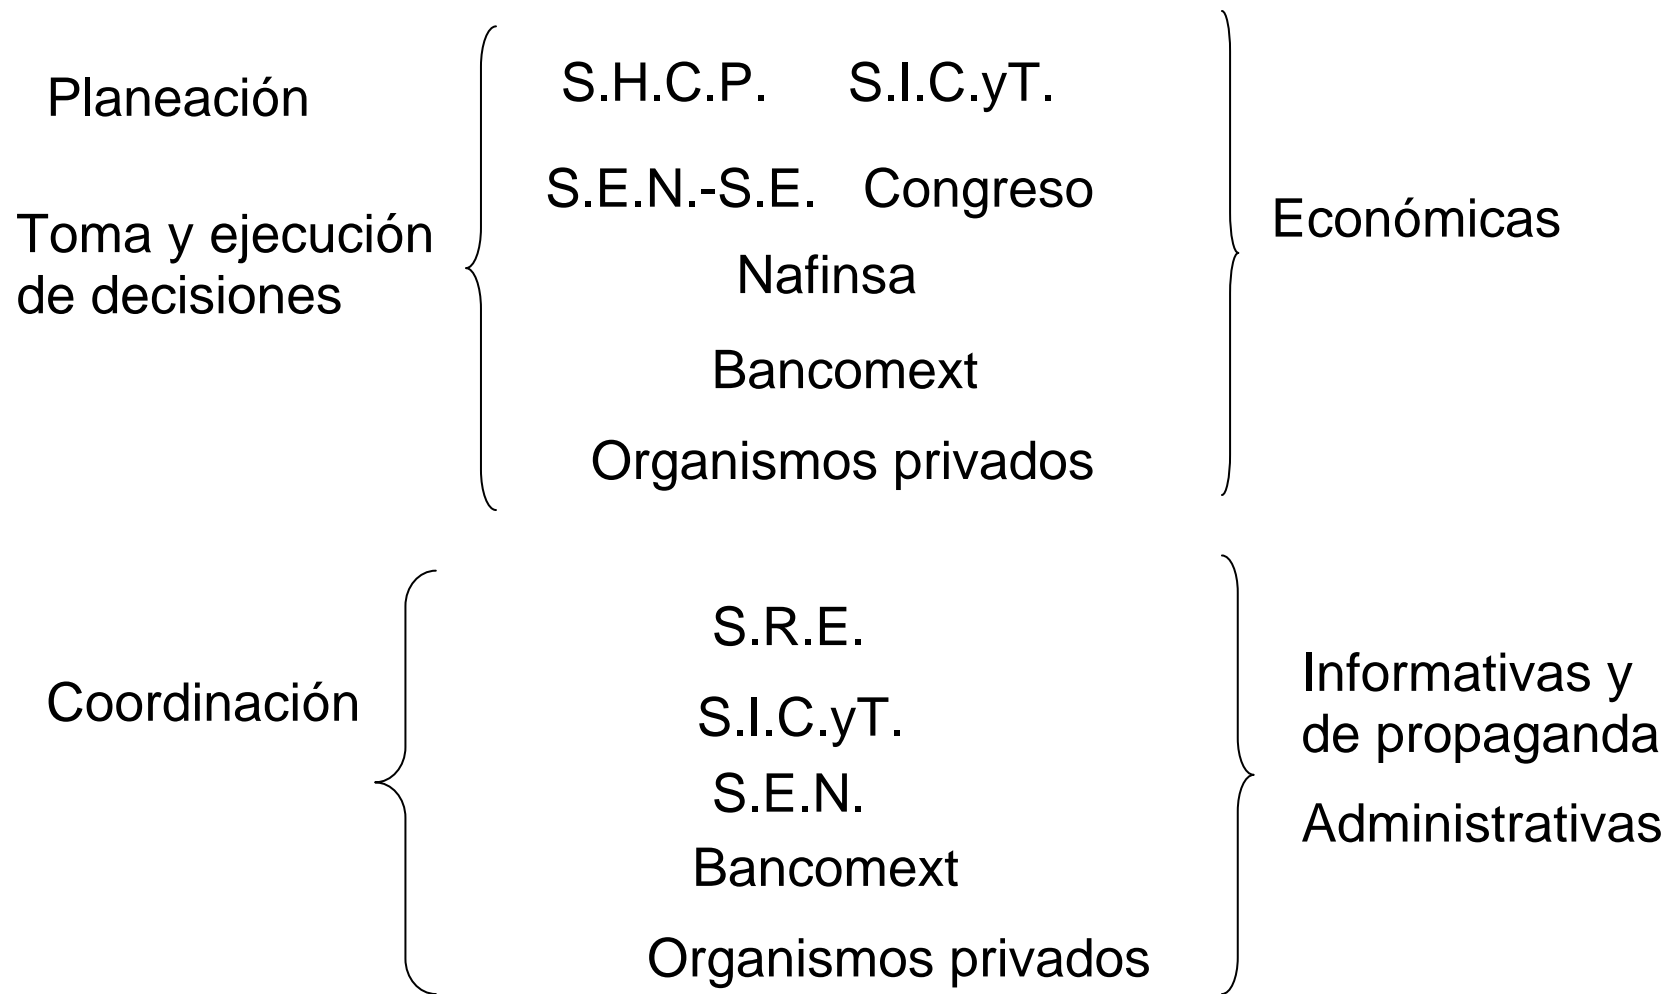 Planeación
Toma y ejecución
de decisiones
S.H.C.P. S.I.C.yT.
S.E.N.-S.E. Congreso
Nafinsa
Bancomext
Organismos privados
Económicas
Coordinación
S.R.E.
S.I.C.yT.
S.E.N.
Bancomext
Organismos privados
Informativas y
de propaganda
Administrativas